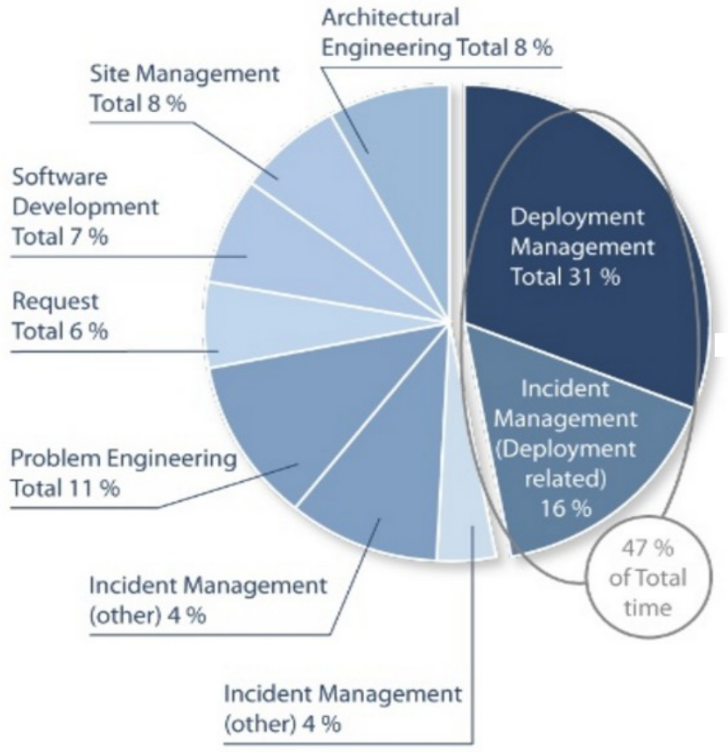 Architectural
Engineering Total 8 %
Site Management
Total 8 %
Software
Development
Total 7 %
Request
Total 6 %
Problem Engineering
Total 11 %
Incident Management
(other) 4 %
Incident Management
(other) 4 %
Deployment
Management
Total 31 %
Incident
Management
(Deployment
related)
16 %
47 %
of Total
time